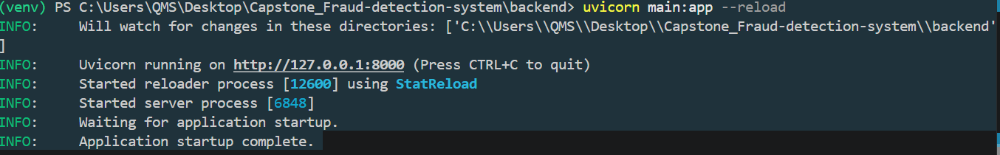 (venv) PS C:\Users\QMS\Desktop\Capstone_Fraud-detection-system\backend> uvicorn main:app --reload
INFO:     Will watch for changes in these directories: ['C:\\Users\\QMS\\Desktop\\Capstone_Fraud-detection-system\\backend'
]
INFO:     Uvicorn running on http://127.0.0.1:8000 (Press CTRL+C to quit)
INFO:     Started reloader process [12600] using StatReload
INFO:     Started server process [6848]
INFO:     Waiting for application startup.
INFO:     Application startup complete.